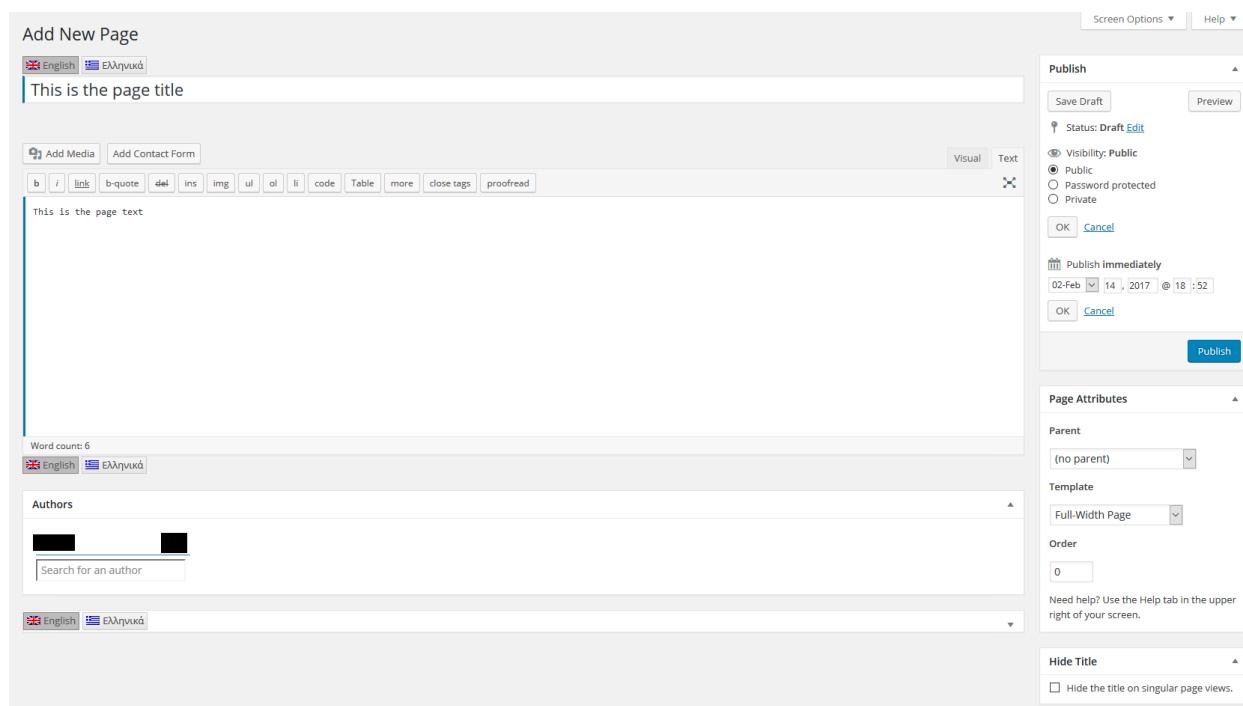 Screen Options ▼ Help ▼
Add New Page
English Ελληνικά
This is the page title
Add Media Add Contact Form
Visual Text
b i link b-quote del ins img ul ol li code Table more close tags proofread
This is the page text
Word count: 6
English Ελληνικά
Authors
Search for an author
English Ελληνικά
Publish
Save Draft Preview
Status: Draft Edit
Visibility: Public
Public
Password protected
Private
OK Cancel
Publish immediately
02-Feb 14 , 2017 @ 18 : 52
OK Cancel
Publish
Page Attributes
Parent
(no parent)
Template
Full-Width Page
Order
0
Need help? Use the Help tab in the upper
right of your screen.
Hide Title
Hide the title on singular page views.